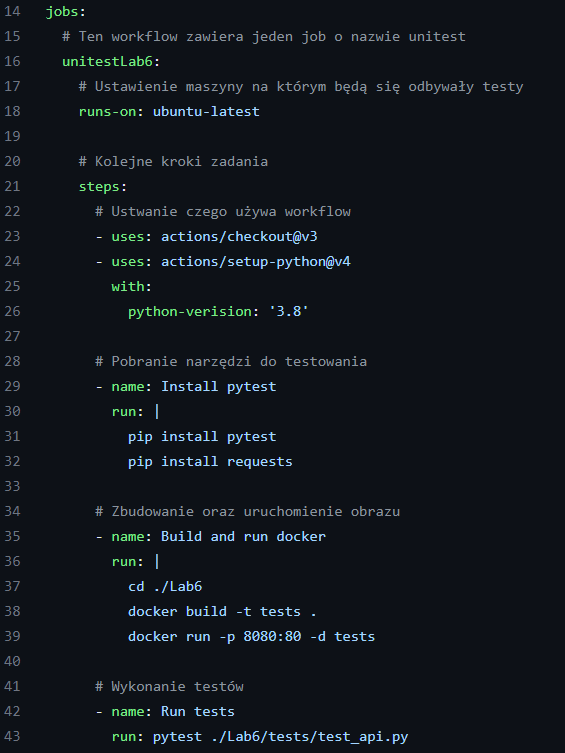 14 jobs:
15 # Ten workflow zawiera jeden job o nazwie unitest
16 unitestLab6:
17 # Ustawienie maszyny na którym będą się odbywały testy
18 runs-on: ubuntu-latest
19
20 # Kolejne kroki zadania
21 steps:
22 # Ustwanie czego używa workflow
23 - uses: actions/checkout@v3
24 - uses: actions/setup-python@v4
25 with:
26 python-verision: '3.8'
27
28 # Pobranie narzędzi do testowania
29 - name: Install pytest
30 run: |
31 pip install pytest
32 pip install requests
33
34 # Zbudowanie oraz uruchomienie obrazu
35 - name: Build and run docker
36 run: |
37 cd ./Lab6
38 docker build -t tests .
39 docker run -p 8080:80 -d tests
40
41 # Wykonanie testów
42 - name: Run tests
43 run: pytest ./Lab6/tests/test_api.py